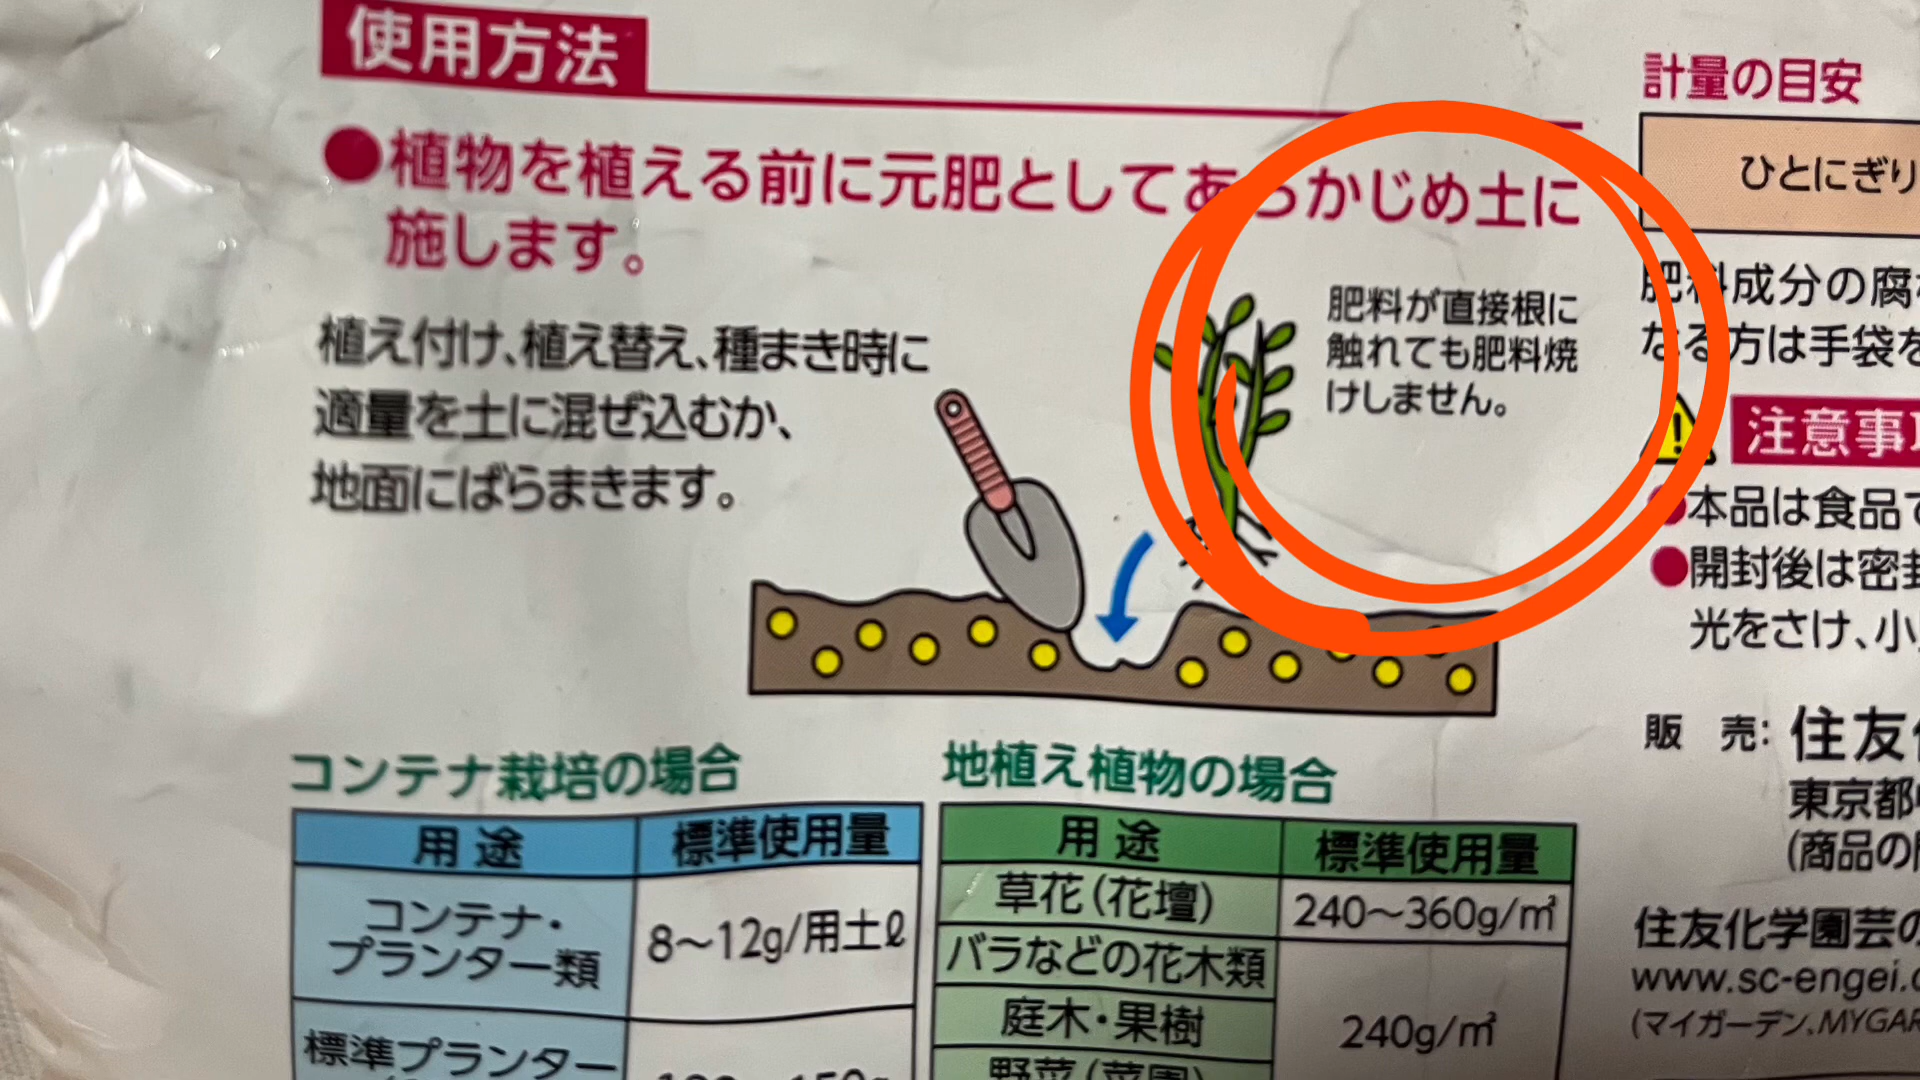 使用方法
●植物を植える前に元肥としてあらかじめ土に
施します。
植え付け、植え替え、種まき時に
適量を土に混ぜ込むか、
地面にばらまきます。
肥料が直接根に
触れても肥料焼
けしません。
コンテナ栽培の場合
用途 標準使用量
コンテナ・
プランター類
8〜12g/用土ℓ
標準プランター
地植え植物の場合
用途 標準使用量
草花(花壇) 240〜360g/㎡
バラなどの花木類
庭木・果樹
240g/㎡
野菜(菜園)
計量の目安
ひとにぎり
肥料成分の腐
なる方は手袋を
注意事項
●本品は食品で
●開封後は密封
光をさけ、小
販 売: 住友
東京都
(商品の
住友化学園芸の
www.sc-engei.c
(マイガーデン、MYGAR